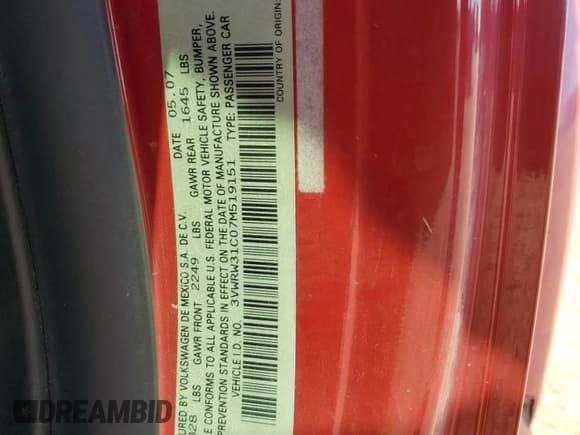 URED BY VOLKSWAGEN DE MEXICO S.A. DE C.V. DATE 05.07
328 LBS GAWR FRONT 2249 LBS GAWR REAR 1645 LBS
LE CONFORMS TO ALL APPLICABLE U.S. FEDERAL MOTOR VEHICLE SAFETY, BUMPER,
PREVENTION STANDARDS IN EFFECT ON THE DATE OF MANUFACTURE SHOWN ABOVE.
VEHICLE I.D. NO. 3VWRW31C07M519151 TYPE: PASSENGER CAR
COUNTRY OF ORIGIN
DREAMBID